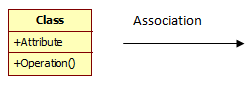 Class
+Attribute
+Operation()
Association